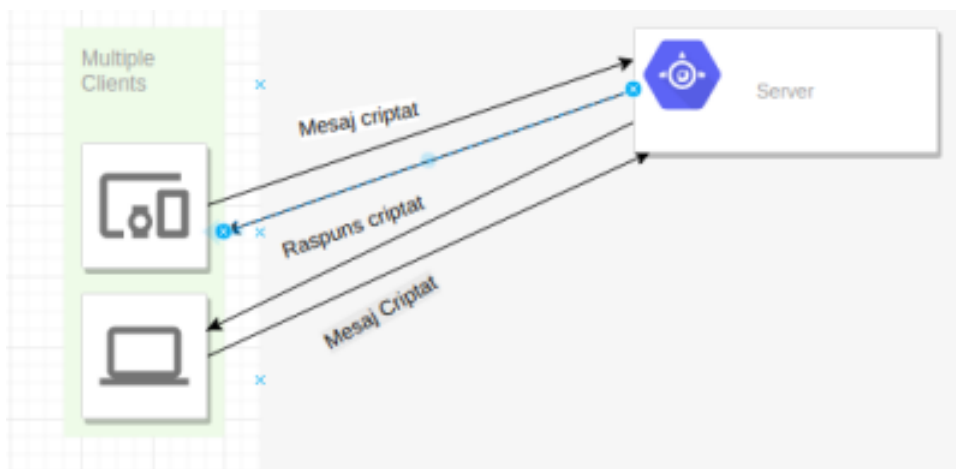 Multiple
Clients
Server
Mesaj criptat
Raspuns criptat
Mesaj Criptat